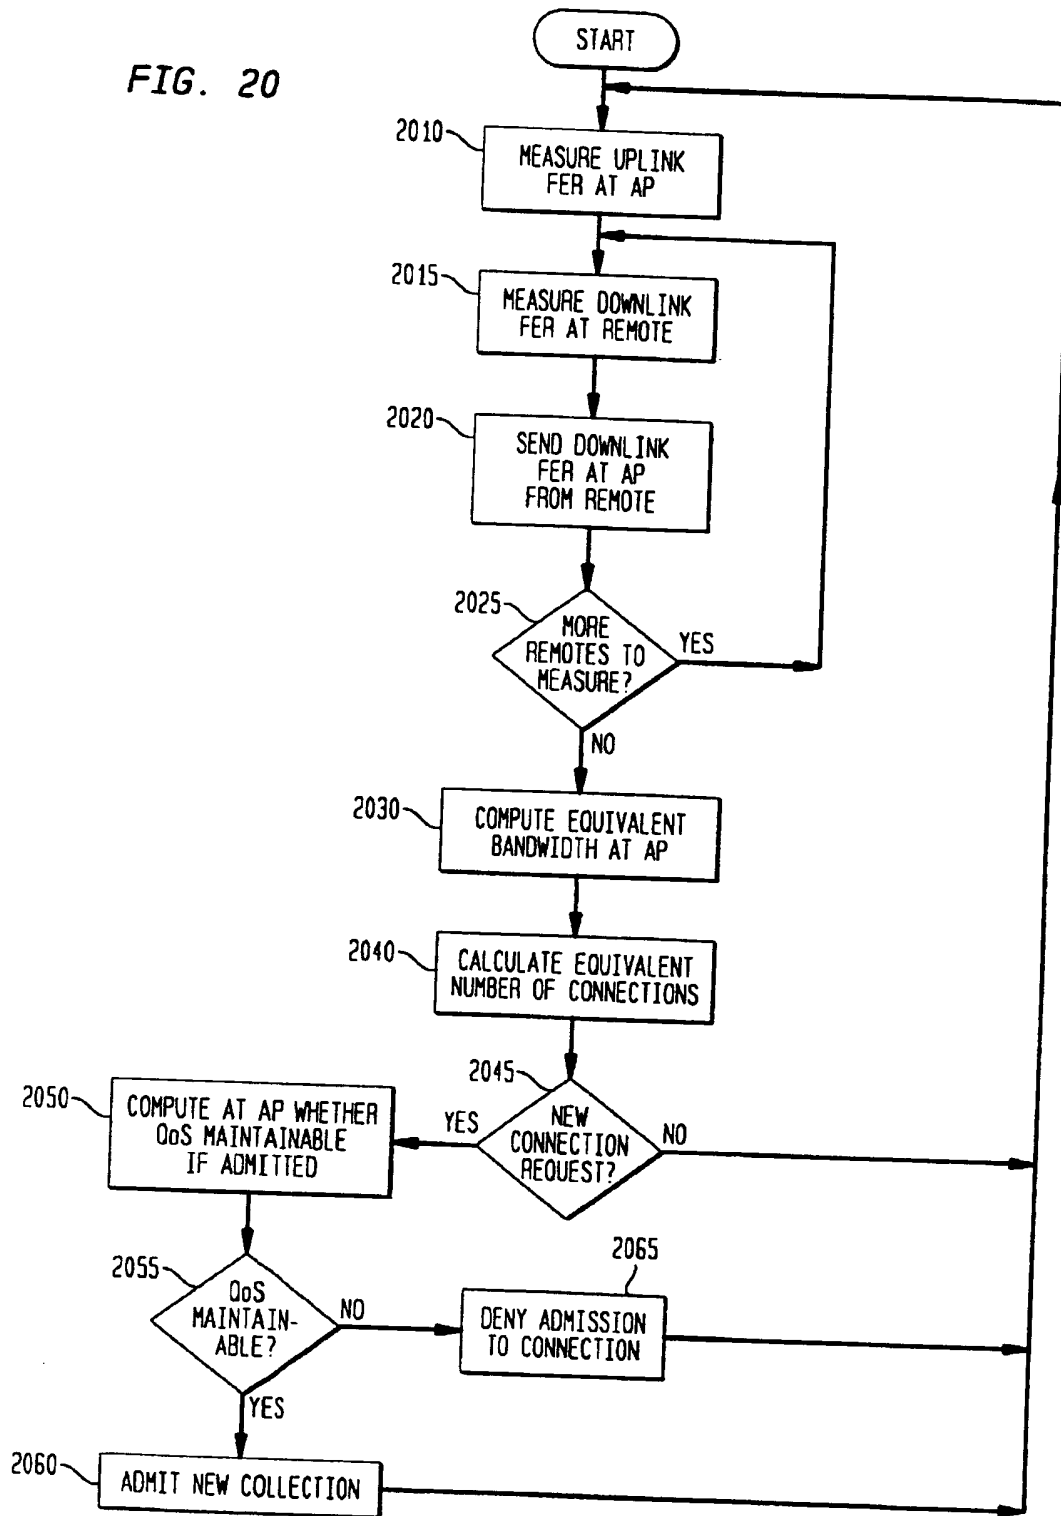 FIG. 20
START
2010
MEASURE UPLINK
FER AT AP
2015
MEASURE DOWNLINK
FER AT REMOTE
2020
SEND DOWNLINK
FER AT AP
FROM REMOTE
2025
MORE
REMOTES TO
MEASURE?
YES
NO
2030
COMPUTE EQUIVALENT
BANDWIDTH AT AP
2040
CALCULATE EQUIVALENT
NUMBER OF CONNECTIONS
2045
NEW
CONNECTION
REQUEST?
YES
NO
2050
COMPUTE AT AP WHETHER
QoS MAINTAINABLE
IF ADMITTED
2055
QoS
MAINTAIN-
ABLE?
NO
YES
2065
DENY ADMISSION
TO CONNECTION
2060
ADMIT NEW COLLECTION